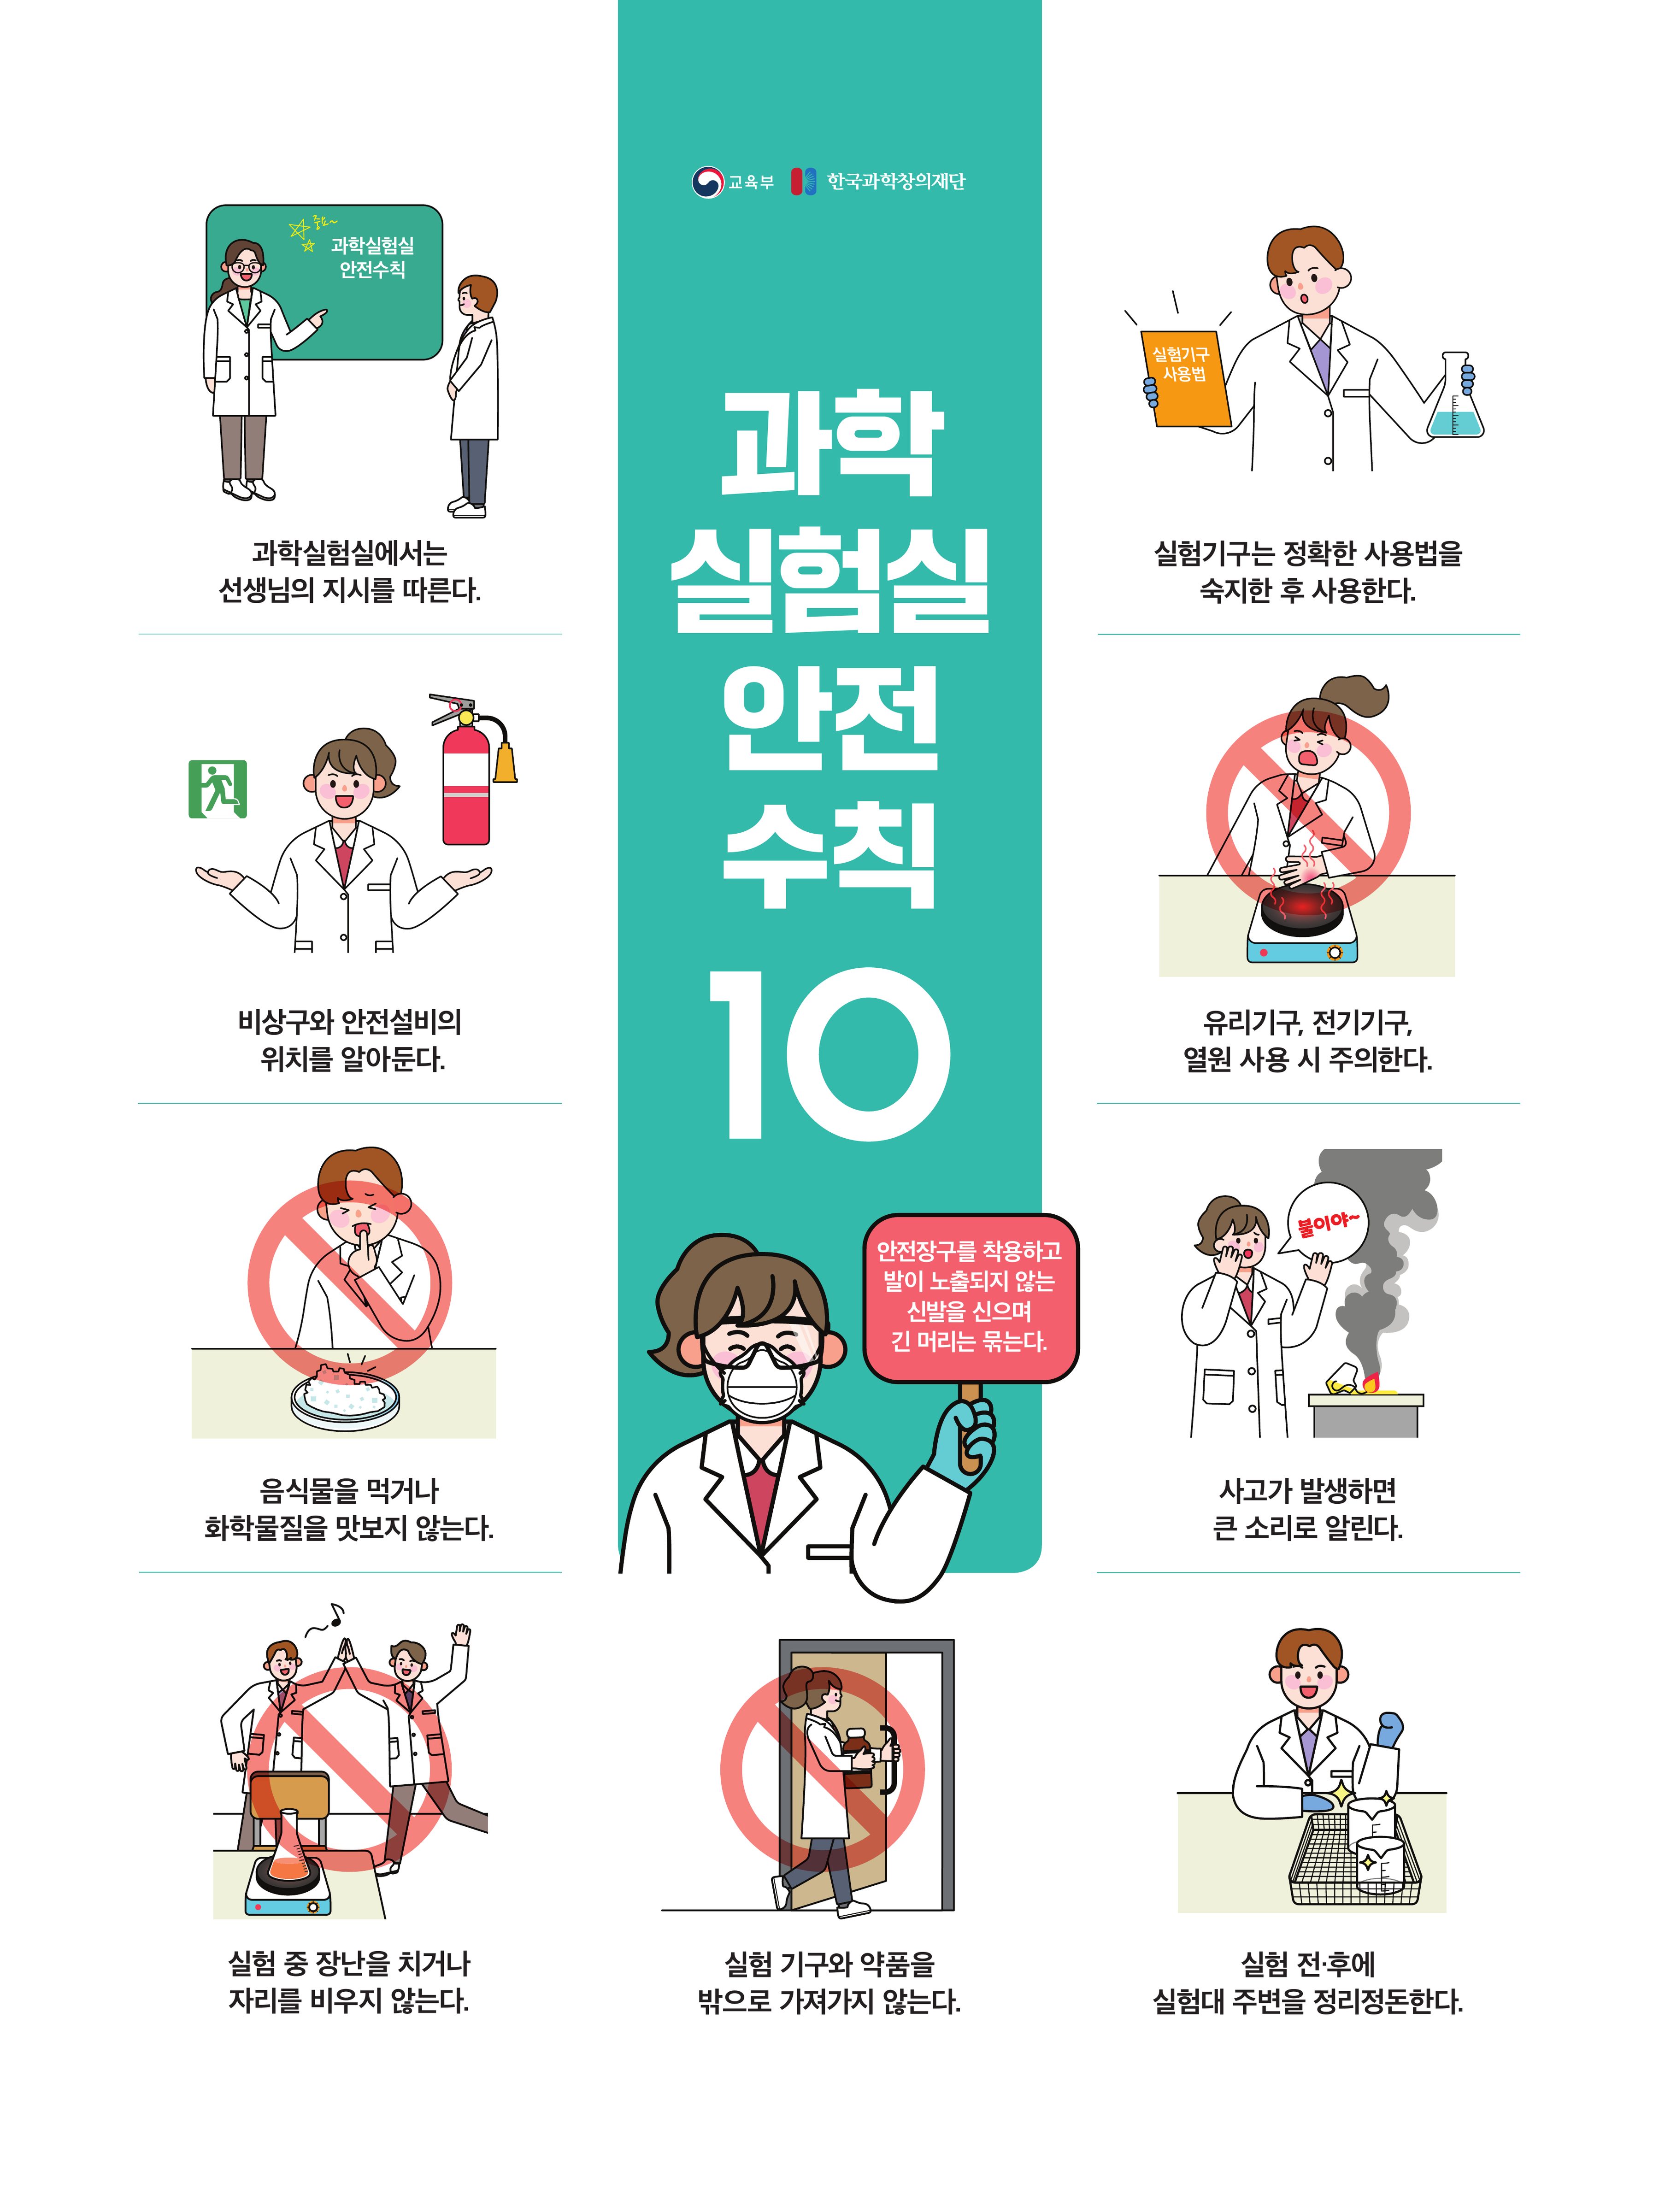 교육부 한국과학창의재단
과학
실험실
안전
수칙
10
안전장구를 착용하고
발이 노출되지 않는
신발을 신으며
긴 머리는 묶는다.
중요~
과학실험실
안전수칙
과학실험실에서는
선생님의 지시를 따른다.
실험기구
사용법
실험기구는 정확한 사용법을
숙지한 후 사용한다.
비상구와 안전설비의
위치를 알아둔다.
유리기구, 전기기구,
열원 사용 시 주의한다.
음식물을 먹거나
화학물질을 맛보지 않는다.
불이야~
사고가 발생하면
큰 소리로 알린다.
실험 중 장난을 치거나
자리를 비우지 않는다.
실험 기구와 약품을
밖으로 가져가지 않는다.
실험 전·후에
실험대 주변을 정리정돈한다.